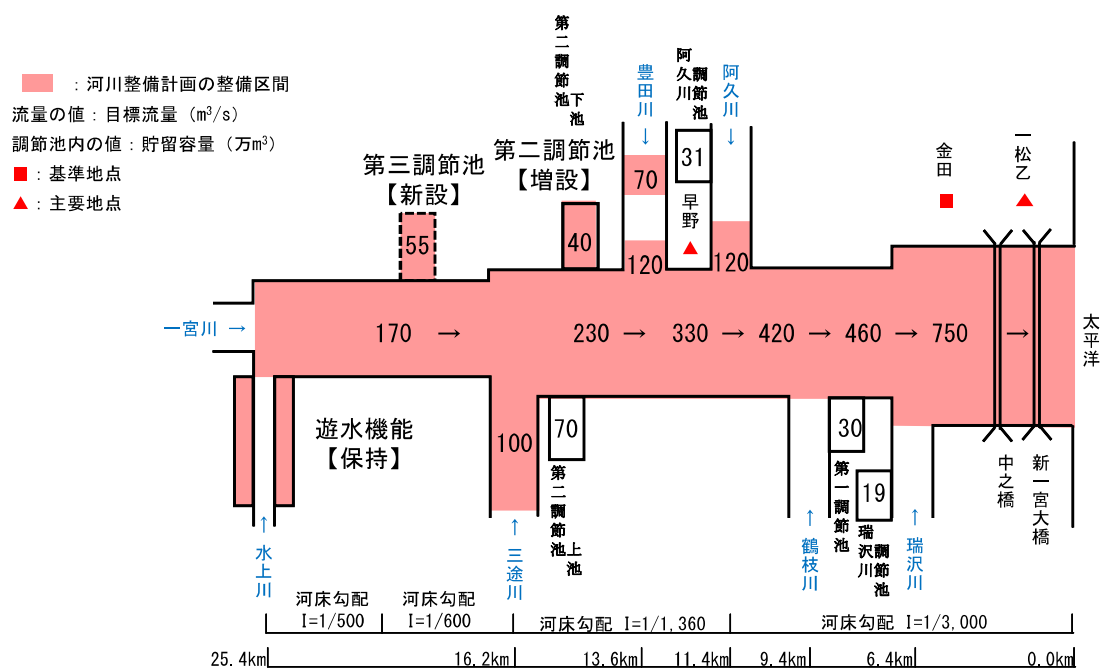 ：河川整備計画の整備区間
流量の値：目標流量（m³/s）
調節池内の値：貯留容量（万m³）
：基準地点
：主要地点
第三調節池
【新設】
55
第二調節池
下池
第二調節池
【増設】
40
豊田川
↓
70
120
阿久川
調節池
31
早野
阿久川
↓
120
金田
一松乙
一宮川 →
170 →
230 →
330 →
420 →
460 →
750
→
太平洋
遊水機能
【保持】
100
70
第二調節池
上池
30
第一調節池
19
瑞沢川
調節池
中之橋
新一宮大橋
↑
水上川
↑
三途川
↑
鶴枝川
↑
瑞沢川
河床勾配
I=1/500
河床勾配
I=1/600
河床勾配 I=1/1,360
河床勾配 I=1/3,000
25.4km
16.2km
13.6km
11.4km
9.4km
6.4km
0.0km